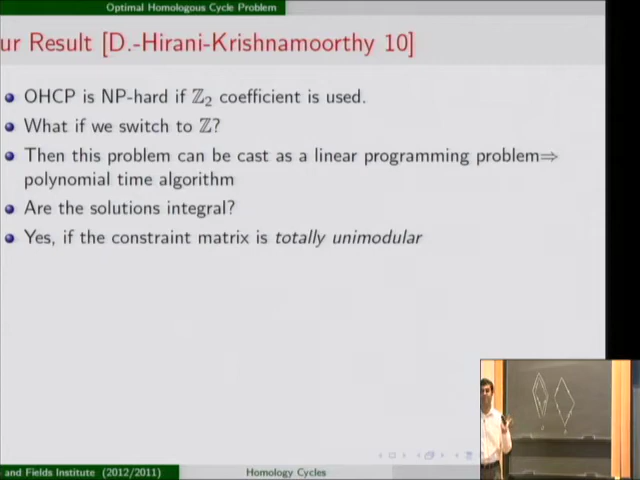 Optimal Homologous Cycle Problem
ur Result [D.-Hirani-Krishnamoorthy 10]
OHCP is NP-hard if ℤ₂ coefficient is used.
What if we switch to ℤ?
Then this problem can be cast as a linear programming problem⇒
polynomial time algorithm
Are the solutions integral?
Yes, if the constraint matrix is totally unimodular
and Fields Institute (2012/2011)
Homology Cycles